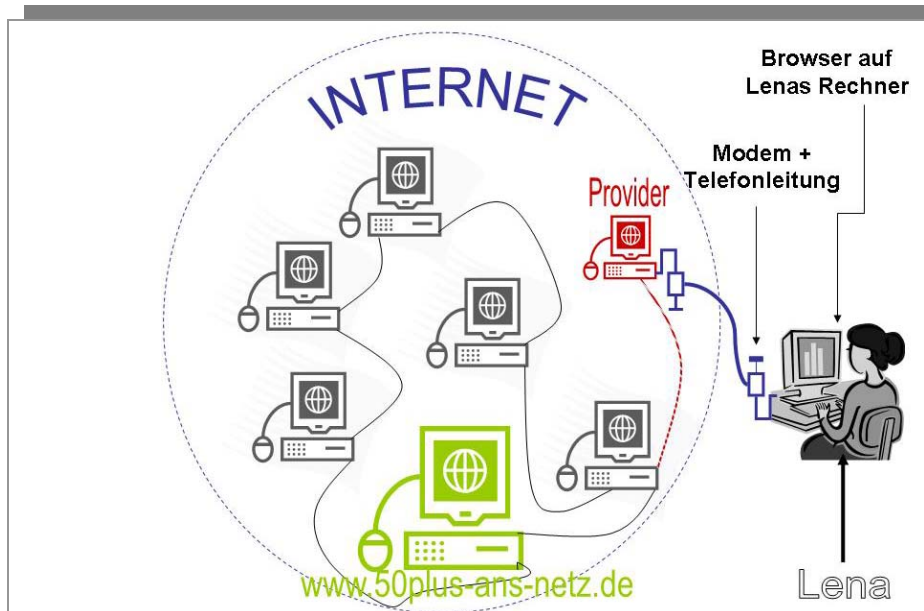 INTERNET
Browser auf
Lenas Rechner
Modem +
Telefonleitung
Provider
www.50plus-ans-netz.de
Lena